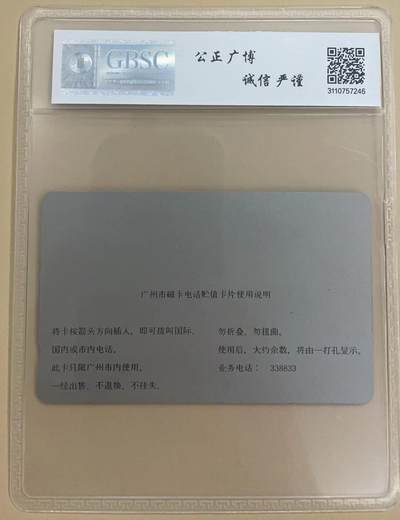 GBSC
公正广博
诚信严谨
3110757246
广州市磁卡电话贮值卡片使用说明
将卡按箭头方向插入，即可拨叫国际、
国内或市内电话。
此卡只限广州市内使用。
一经出售，不退换，不挂失。
勿折叠、勿扭曲。
使用后，大约余数，将由一打孔显示。
业务电话： 338833